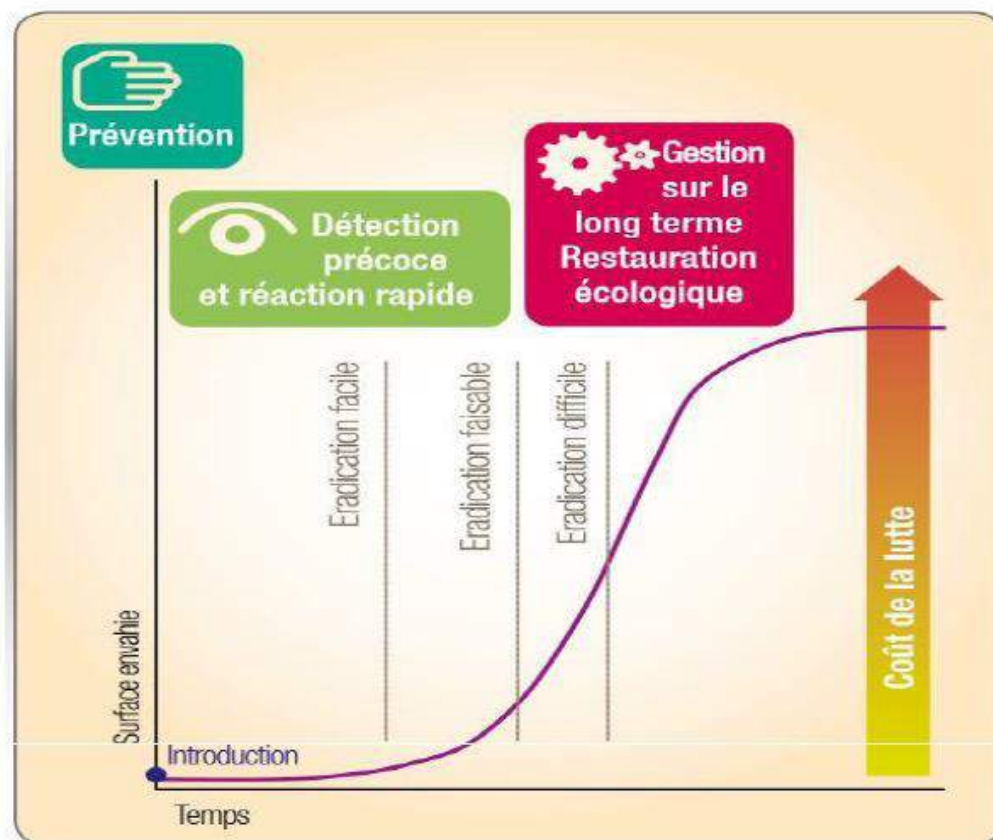 Prévention
Détection
précoce
et réaction rapide
Gestion
sur le
long terme
Restauration
écologique
Eradication facile
Eradication faisable
Eradication difficile
Coût de la lutte
Surface envahie
Introduction
Temps